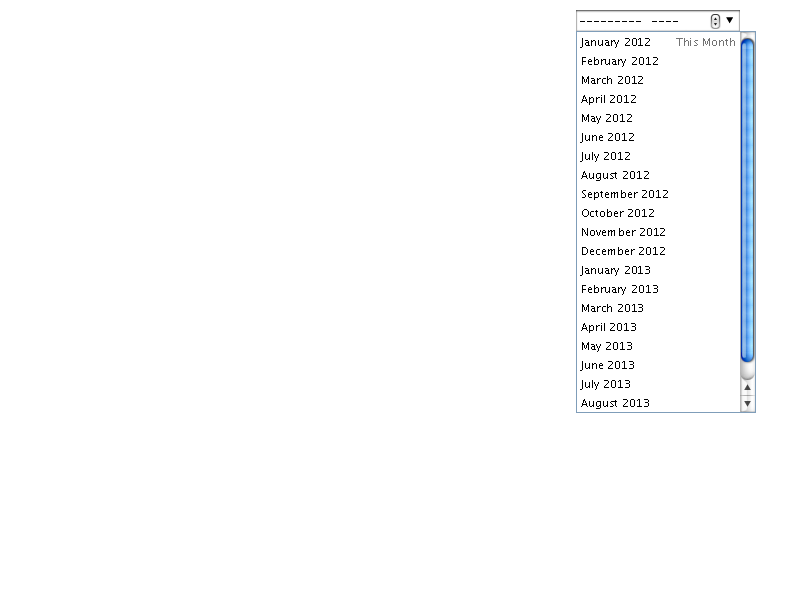 --------- ----
January 2012 This Month
February 2012
March 2012
April 2012
May 2012
June 2012
July 2012
August 2012
September 2012
October 2012
November 2012
December 2012
January 2013
February 2013
March 2013
April 2013
May 2013
June 2013
July 2013
August 2013